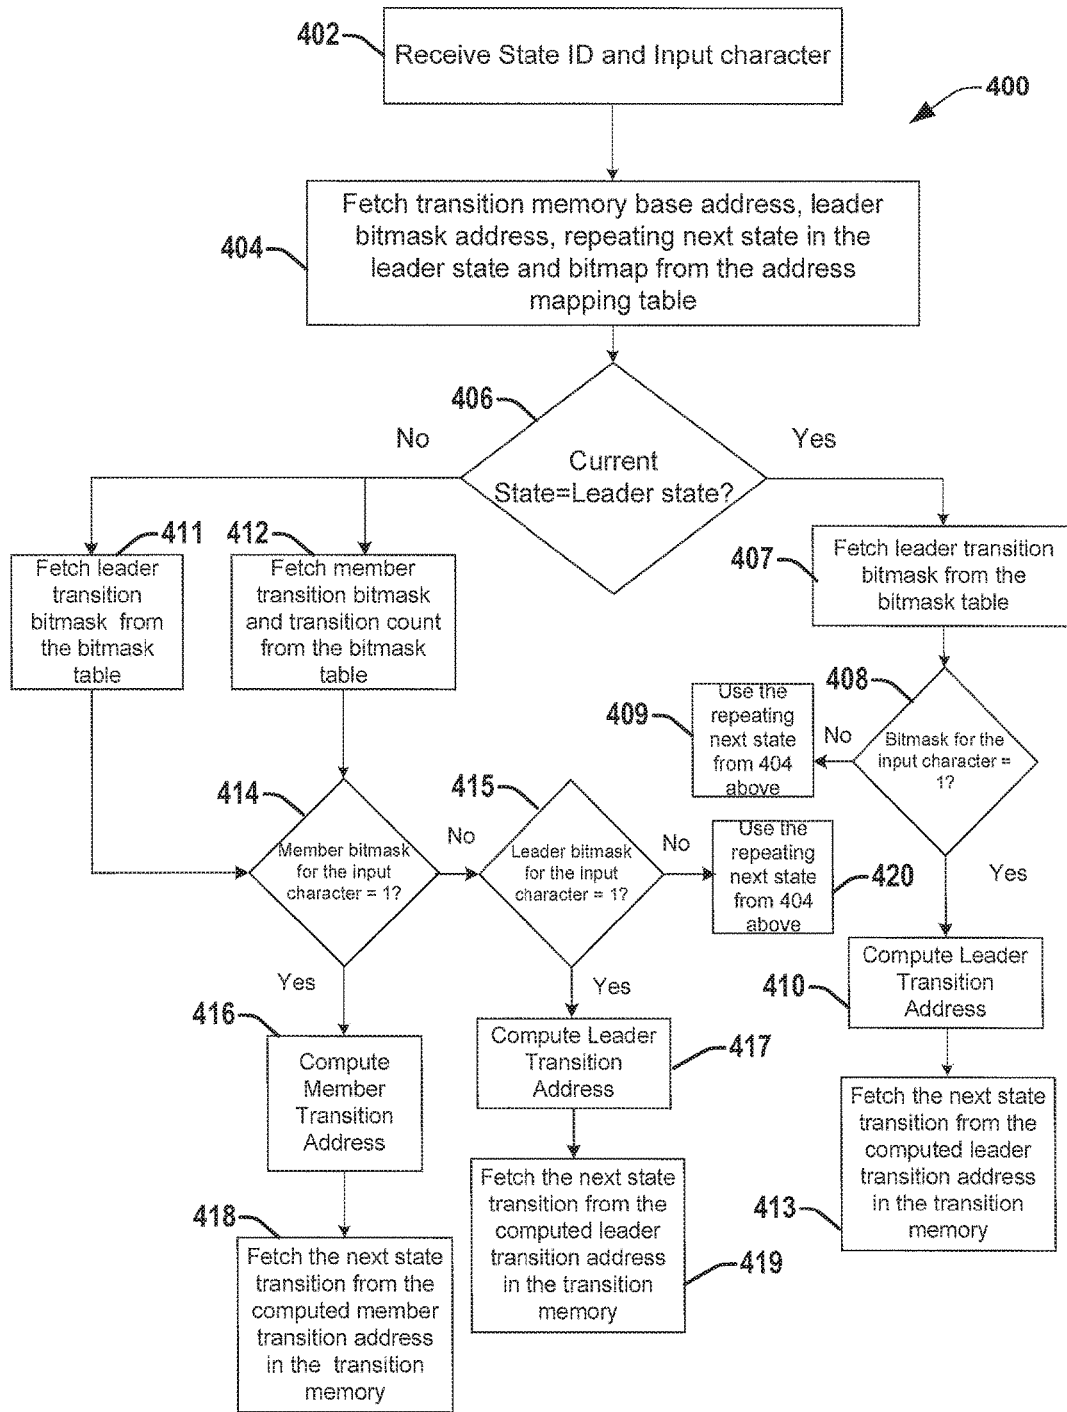 402
Receive State ID and Input character
400
Fetch transition memory base address, leader
bitmask address, repeating next state in the
leader state and bitmap from the address
mapping table
404
406
No
Yes
Current
State=Leader state?
411
Fetch leader
transition
bitmask from
the bitmask
table
412
Fetch member
transition bitmask
and transition count
from the bitmask
table
407
Fetch leader transition
bitmask from the
bitmask table
408
Bitmask for the
input character =
1?
No
409
Use the
repeating
next state
from 404
above
414
Member bitmask
for the input
character = 1?
No
415
Leader bitmask
for the input
character = 1?
No
Use the
repeating
next state
from 404
above
420
Yes
Yes
Yes
416
Compute
Member
Transition
Address
Compute Leader
Transition
Address
417
410
Compute Leader
Transition
Address
418
Fetch the next state
transition from the
computed member
transition address
in the transition
memory
Fetch the next state
transition from the
computed leader
transition address
in the transition
memory
419
Fetch the next state
transition from the
computed leader
transition address
in the transition
memory
413